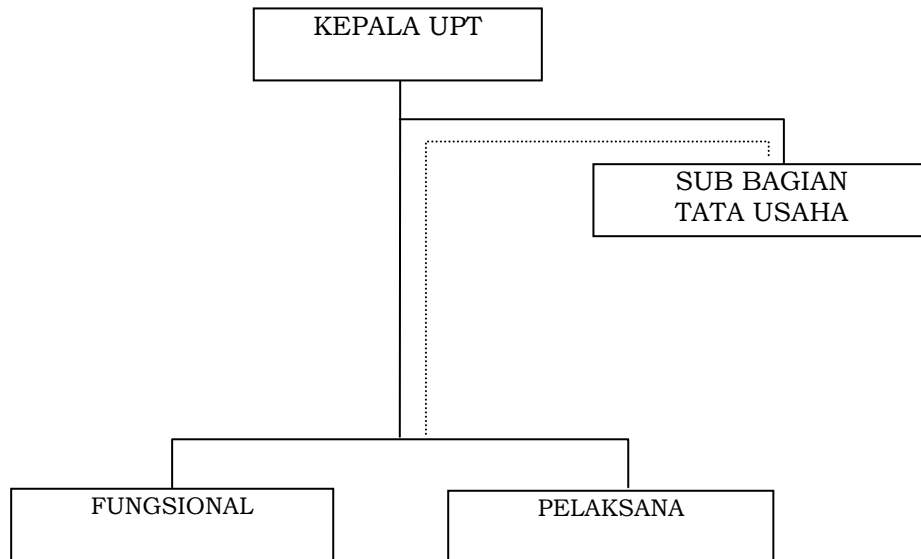 KEPALA UPT
SUB BAGIAN
TATA USAHA
FUNGSIONAL
PELAKSANA